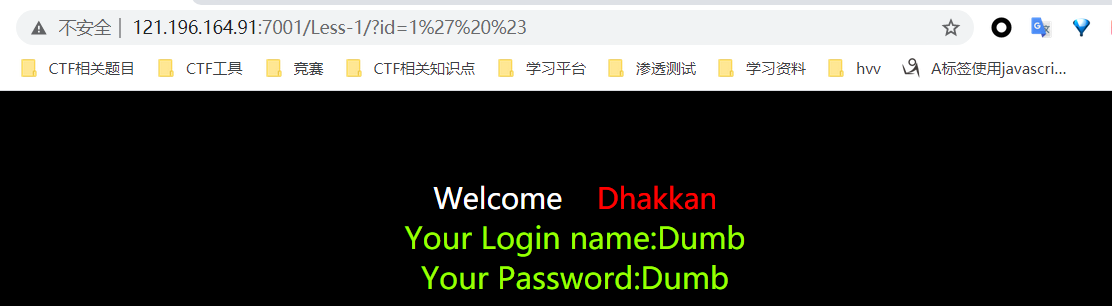 不安全 | 121.196.164.91:7001/Less-1/?id=1%27%20%23
CTF相关题目 CTF工具 竞赛 CTF相关知识点 学习平台 渗透测试 学习资料 hvv A标签使用javascri...
Welcome Dhakkan
Your Login name:Dumb
Your Password:Dumb